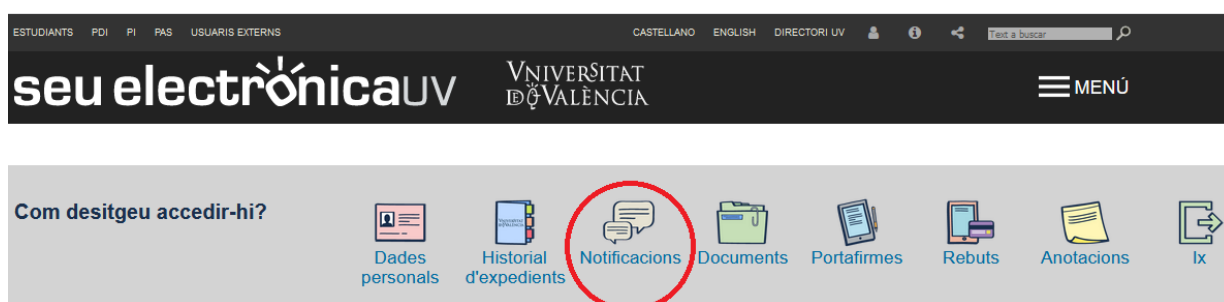 ESTUDIANTS PDI PI PAS USUARIS EXTERNS CASTELLANO ENGLISH DIRECTORI UV Text a buscar
seu electrònicaUV VNIVERSITAT MENÚ
DE VALÈNCIA
Com desitgeu accedir-hi?
Dades Historial Notificacions Documents Portafirmes Rebuts Anotacions Ix
personals d'expedients